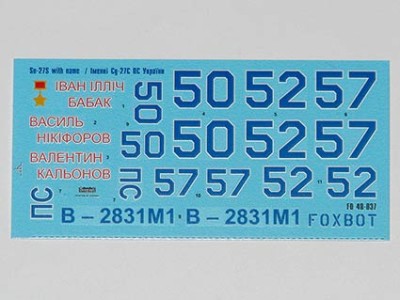 Su-27S with name / Іменні Су-27С ПС України
ІВАН ІЛЛІЧ
БАБАК
ВАСИЛЬ
НІКІФОРОВ
ВАЛЕНТИН
КАЛЬОНОВ
50
50
ПС
ПС
50 52 57
50 52 57
57 57 52 52
В – 2831М1
В – 2831М1
FOXBOT
FD 48-037